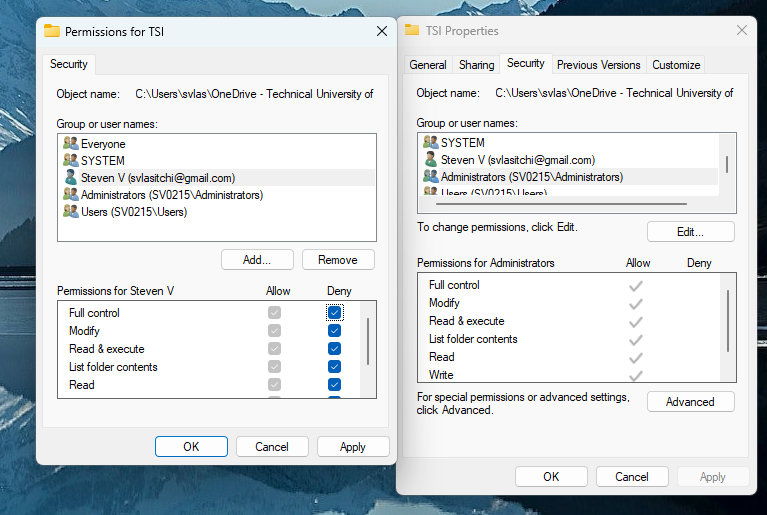 Permissions for TSI
Security
Object name: C:\Users\svlas\OneDrive - Technical University of
Group or user names:
Everyone
SYSTEM
Steven V (svlasitchi@gmail.com)
Administrators (SV0215\Administrators)
Users (SV0215\Users)
Add...
Remove
Permissions for Steven V Allow Deny
Full control
Modify
Read & execute
List folder contents
Read
OK
Cancel
Apply
TSI Properties
General Sharing Security Previous Versions Customize
Object name: C:\Users\svlas\OneDrive - Technical University of
Group or user names:
SYSTEM
Steven V (svlasitchi@gmail.com)
Administrators (SV0215\Administrators)
Users (SV0215\Users)
To change permissions, click Edit.
Edit...
Permissions for Administrators Allow Deny
Full control
Modify
Read & execute
List folder contents
Read
Write
For special permissions or advanced settings,
click Advanced.
Advanced
OK
Cancel
Apply